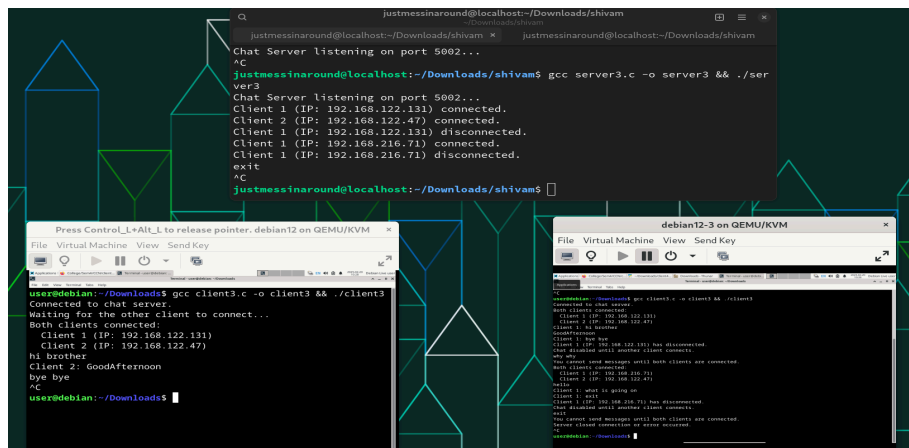 justmessinaround@localhost:~/Downloads/shivam
~/Downloads/shivam
justmessinaround@localhost:~/Downloads/shivam ×
justmessinaround@localhost:~/Downloads/shivam
Chat Server listening on port 5002...
^C
justmessinaround@localhost:~/Downloads/shivam$ gcc server3.c -o server3 && ./ser
ver3
Chat Server listening on port 5002...
Client 1 (IP: 192.168.122.131) connected.
Client 2 (IP: 192.168.122.47) connected.
Client 1 (IP: 192.168.122.131) disconnected.
Client 1 (IP: 192.168.216.71) connected.
Client 1 (IP: 192.168.216.71) disconnected.
exit
^C
justmessinaround@localhost:~/Downloads/shivam$
Press Control_L+Alt_L to release pointer. debian12 on QEMU/KVM
File Virtual Machine View Send Key
user@debian:~/Downloads$ gcc client3.c -o client3 && ./client3
Connected to chat server.
Waiting for the other client to connect...
Both clients connected:
Client 1 (IP: 192.168.122.131)
Client 2 (IP: 192.168.122.47)
hi brother
Client 2: GoodAfternoon
bye bye
^C
user@debian:~/Downloads$
debian12-3 on QEMU/KVM
File Virtual Machine View Send Key
Applications
^C
user@debian:~/Downloads$ gcc client3.c -o client3 && ./client3
Connected to chat server.
Both clients connected:
Client 1 (IP: 192.168.122.131)
Client 2 (IP: 192.168.122.47)
Client 1: hi brother
GoodAfternoon
Client 1: bye bye
Client 1 (IP: 192.168.122.131) has disconnected.
Chat disabled until another client connects.
why why
You cannot send messages until both clients are connected.
Both clients connected:
Client 1 (IP: 192.168.216.71)
Client 2 (IP: 192.168.122.47)
hello
Client 1: what is going on
Client 1: exit
Client 1 (IP: 192.168.216.71) has disconnected.
Chat disabled until another client connects.
exit
You cannot send messages until both clients are connected.
Server closed connection or error occurred.
^C
user@debian:~/Downloads$